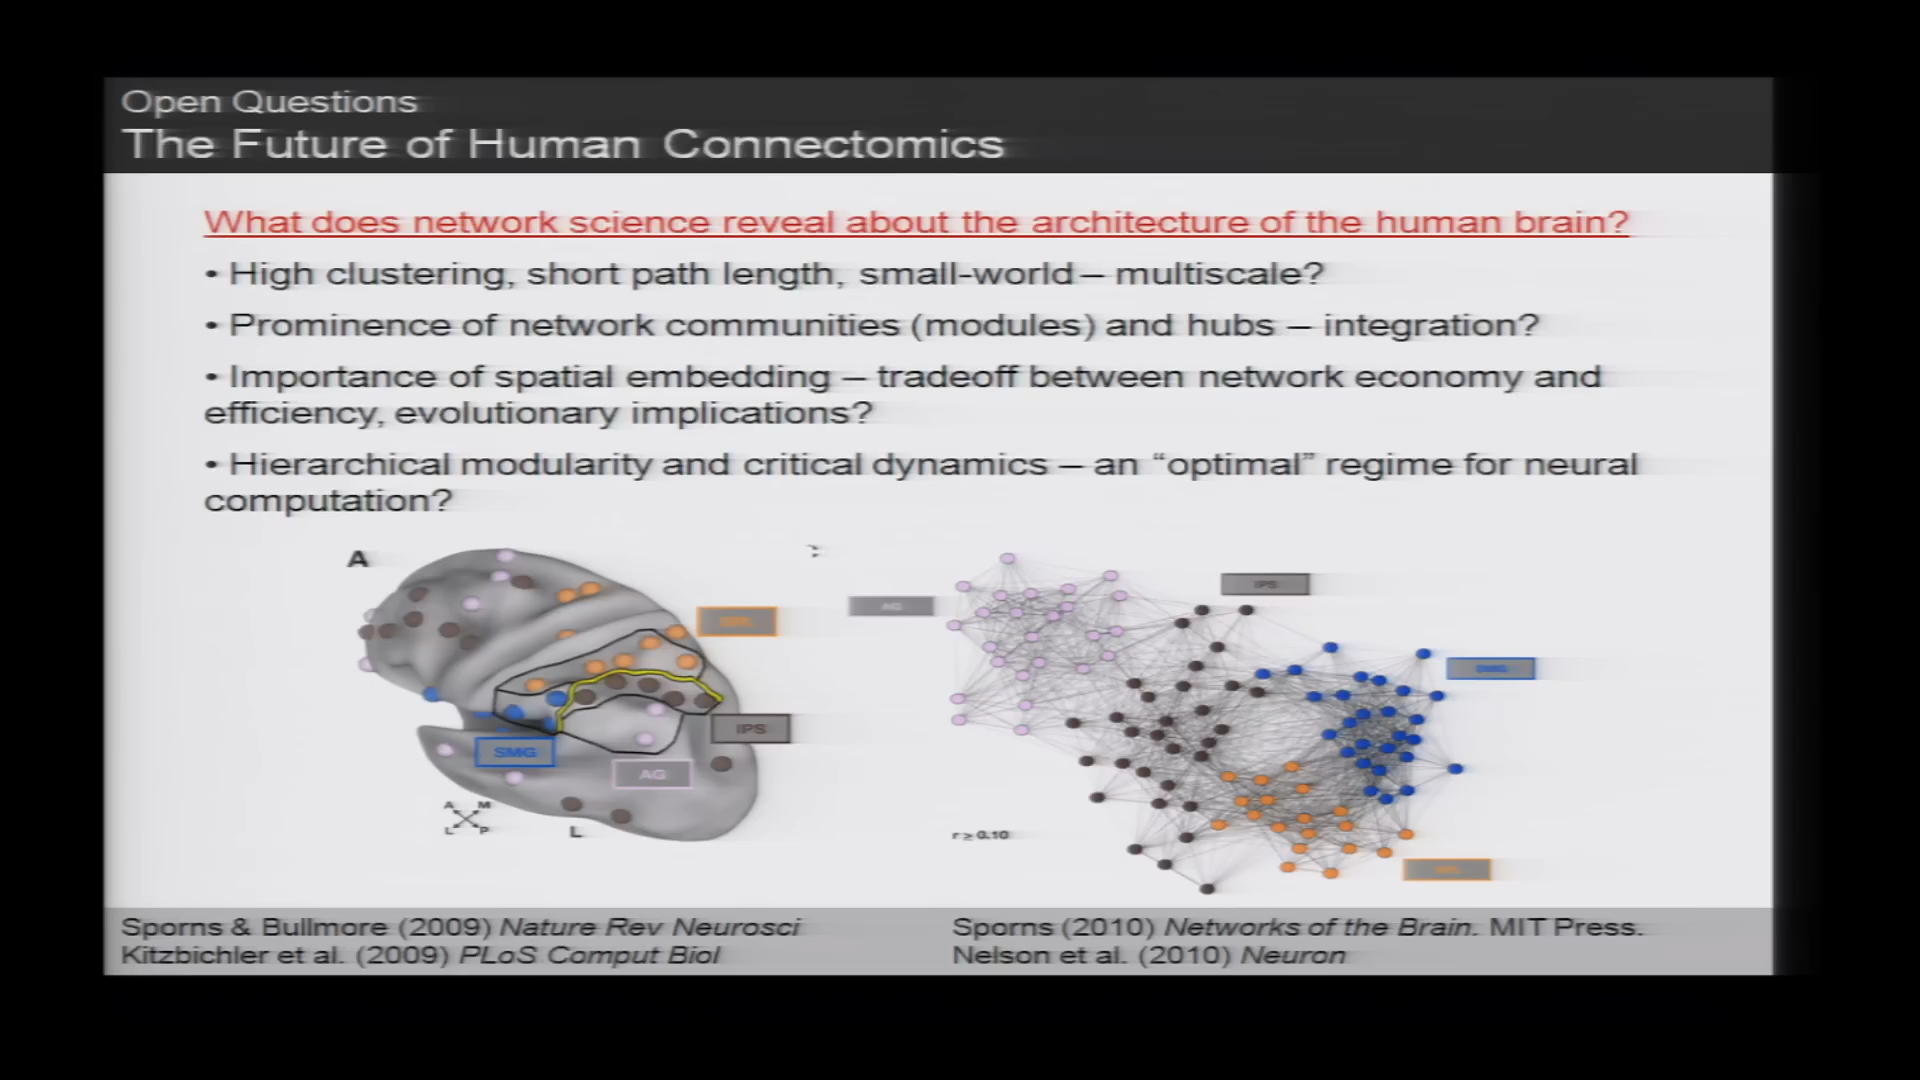 Open Questions
The Future of Human Connectomics
What does network science reveal about the architecture of the human brain?
• High clustering, short path length, small-world – multiscale?
• Prominence of network communities (modules) and hubs – integration?
• Importance of spatial embedding – tradeoff between network economy and
efficiency, evolutionary implications?
• Hierarchical modularity and critical dynamics – an “optimal” regime for neural
computation?
A
IPS
AG
SMG
IPS
SMG
AG
A M
L P
L
r ≥ 0.10
Sporns & Bullmore (2009) Nature Rev Neurosci
Kitzbichler et al. (2009) PLoS Comput Biol
Sporns (2010) Networks of the Brain. MIT Press.
Nelson et al. (2010) Neuron